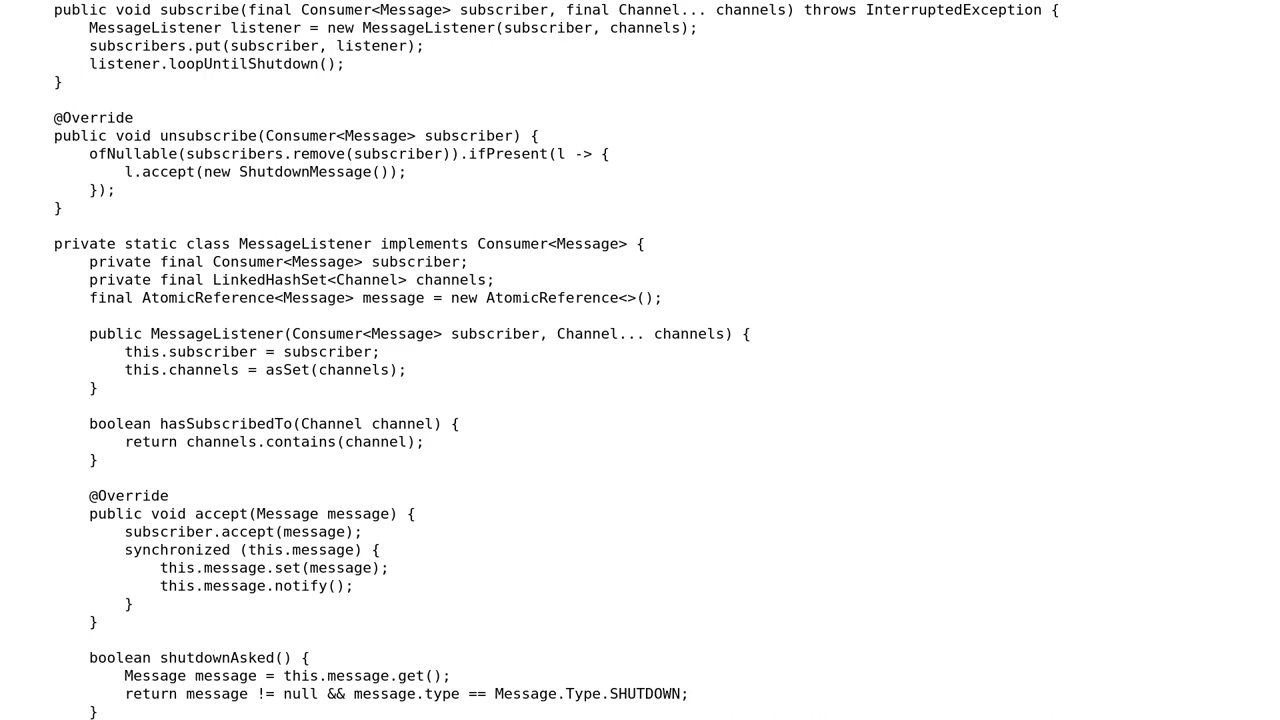 public void subscribe(final Consumer<Message> subscriber, final Channel... channels) throws InterruptedException {
    MessageListener listener = new MessageListener(subscriber, channels);
    subscribers.put(subscriber, listener);
    listener.loopUntilShutdown();
}

@Override
public void unsubscribe(Consumer<Message> subscriber) {
    ofNullable(subscribers.remove(subscriber)).ifPresent(l -> {
        l.accept(new ShutdownMessage());
    });
}

private static class MessageListener implements Consumer<Message> {
    private final Consumer<Message> subscriber;
    private final LinkedHashSet<Channel> channels;
    final AtomicReference<Message> message = new AtomicReference<>();

    public MessageListener(Consumer<Message> subscriber, Channel... channels) {
        this.subscriber = subscriber;
        this.channels = asSet(channels);
    }

    boolean hasSubscribedTo(Channel channel) {
        return channels.contains(channel);
    }

    @Override
    public void accept(Message message) {
        subscriber.accept(message);
        synchronized (this.message) {
            this.message.set(message);
            this.message.notify();
        }
    }

    boolean shutdownAsked() {
        Message message = this.message.get();
        return message != null && message.type == Message.Type.SHUTDOWN;
    }